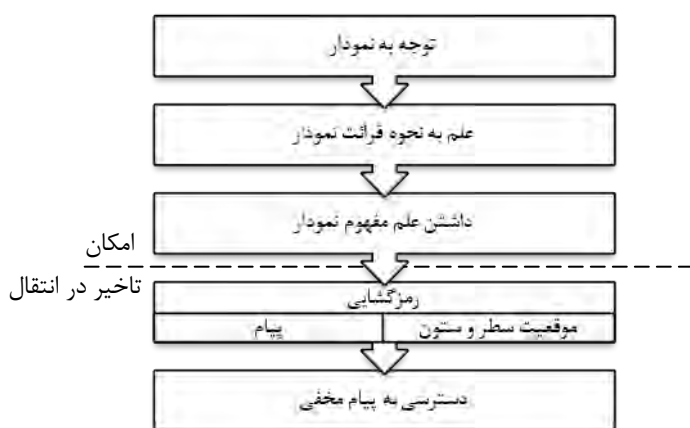 توجه به نمودار
علم به نحوه قرائت نمودار
داشتن علم مفهوم نمودار
امکان
تاخیر در انتقال
رمزگشایی
موقعیت سطر و ستون
پیام
دسترسی به پیام مخفی